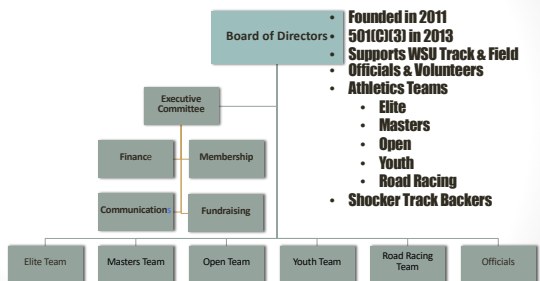 Board of Directors
• Founded in 2011
• 501(C)(3) in 2013
• Supports WSU Track & Field
• Officials & Volunteers
• Athletics Teams
• Elite
• Masters
• Open
• Youth
• Road Racing
• Shocker Track Backers
Executive
Committee
Finance
Membership
Communications
Fundraising
Elite Team
Masters Team
Open Team
Youth Team
Road Racing
Team
Officials